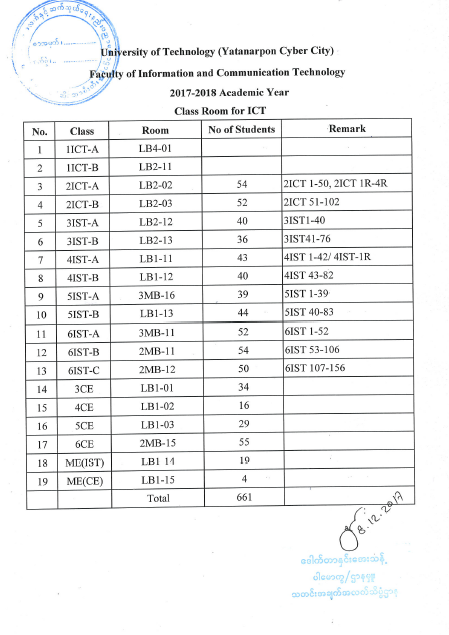 University of Technology (Yatanarpon Cyber City)
Faculty of Information and Communication Technology
2017-2018 Academic Year
Class Room for ICT
No. Class Room No of Students Remark
1 1ICT-A LB4-01
2 1ICT-B LB2-11
3 2ICT-A LB2-02 54 2ICT 1-50, 2ICT 1R-4R
4 2ICT-B LB2-03 52 2ICT 51-102
5 3IST-A LB2-12 40 3IST1-40
6 3IST-B LB2-13 36 3IST41-76
7 4IST-A LB1-11 43 4IST 1-42/ 4IST-1R
8 4IST-B LB1-12 40 4IST 43-82
9 5IST-A 3MB-16 39 5IST 1-39
10 5IST-B LB1-13 44 5IST 40-83
11 6IST-A 3MB-11 52 6IST 1-52
12 6IST-B 2MB-11 54 6IST 53-106
13 6IST-C 2MB-12 50 6IST 107-156
14 3CE LB1-01 34
15 4CE LB1-02 16
16 5CE LB1-03 29
17 6CE 2MB-15 55
18 ME(IST) LB1 14 19
19 ME(CE) LB1-15 4
Total 661
8.12.2017